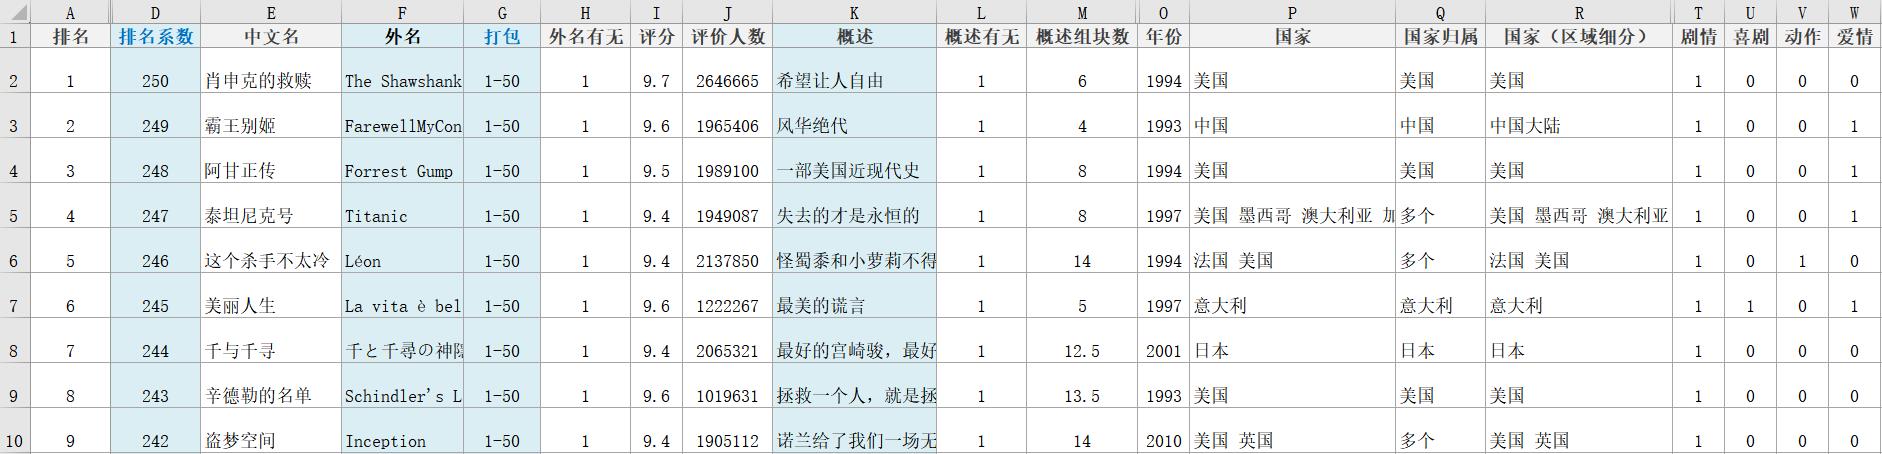 A D E F G H I J K L M O P Q R T U V W
1 排名 排名系数 中文名 外名 打包 外名有无 评分 评价人数 概述 概述有无 概述组块数 年份 国家 国家归属 国家（区域细分） 剧情 喜剧 动作 爱情
2 1 250 肖申克的救赎 The Shawshank 1-50 1 9.7 2646665 希望让人自由 1 6 1994 美国 美国 美国 1 0 0 0
3 2 249 霸王别姬 FarewellMyCon 1-50 1 9.6 1965406 风华绝代 1 4 1993 中国 中国 中国大陆 1 0 0 1
4 3 248 阿甘正传 Forrest Gump 1-50 1 9.5 1989100 一部美国近现代史 1 8 1994 美国 美国 美国 1 0 0 1
5 4 247 泰坦尼克号 Titanic 1-50 1 9.4 1949087 失去的才是永恒的 1 8 1997 美国 墨西哥 澳大利亚 加 多个 美国 墨西哥 澳大利亚 1 0 0 1
6 5 246 这个杀手不太冷 Léon 1-50 1 9.4 2137850 怪蜀黍和小萝莉不得 1 14 1994 法国 美国 多个 法国 美国 1 0 1 0
7 6 245 美丽人生 La vita è bel 1-50 1 9.6 1222267 最美的谎言 1 5 1997 意大利 意大利 意大利 1 1 0 1
8 7 244 千与千寻 千と千尋の神隠 1-50 1 9.4 2065321 最好的宫崎骏，最好 1 12.5 2001 日本 日本 日本 1 0 0 0
9 8 243 辛德勒的名单 Schindler's L 1-50 1 9.6 1019631 拯救一个人，就是拯 1 13.5 1993 美国 美国 美国 1 0 0 0
10 9 242 盗梦空间 Inception 1-50 1 9.4 1905112 诺兰给了我们一场无 1 14 2010 美国 英国 多个 美国 英国 1 0 0 0